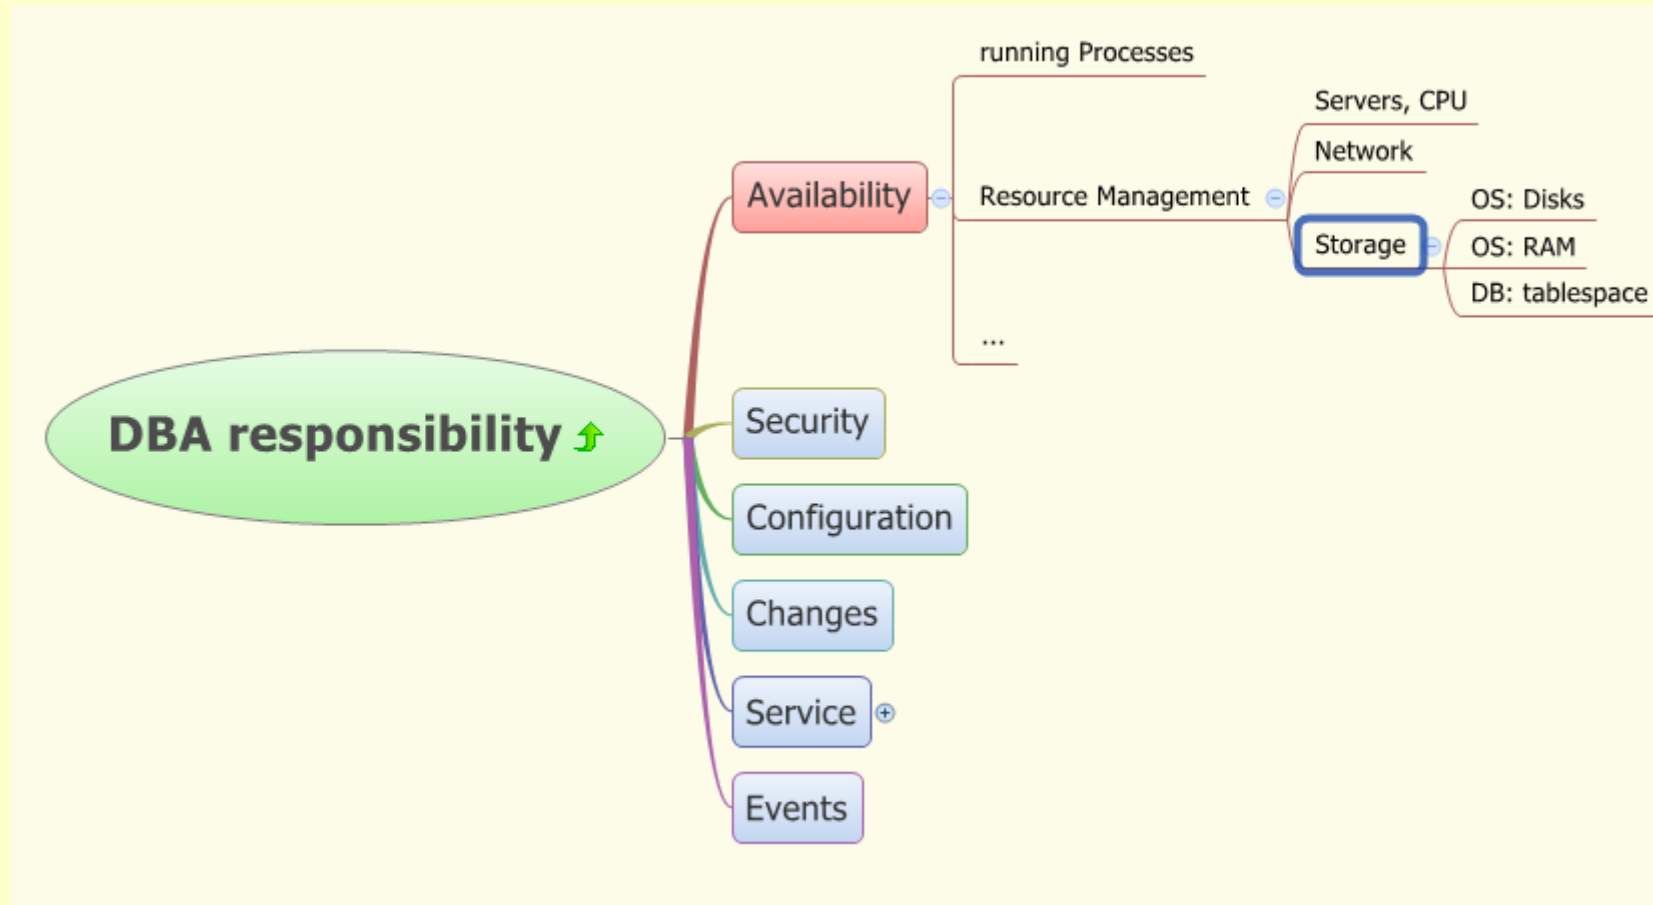 running Processes
Servers, CPU
Network
Availability
Resource Management
OS: Disks
Storage
OS: RAM
DB: tablespace
...
DBA responsibility
Security
Configuration
Changes
Service
Events